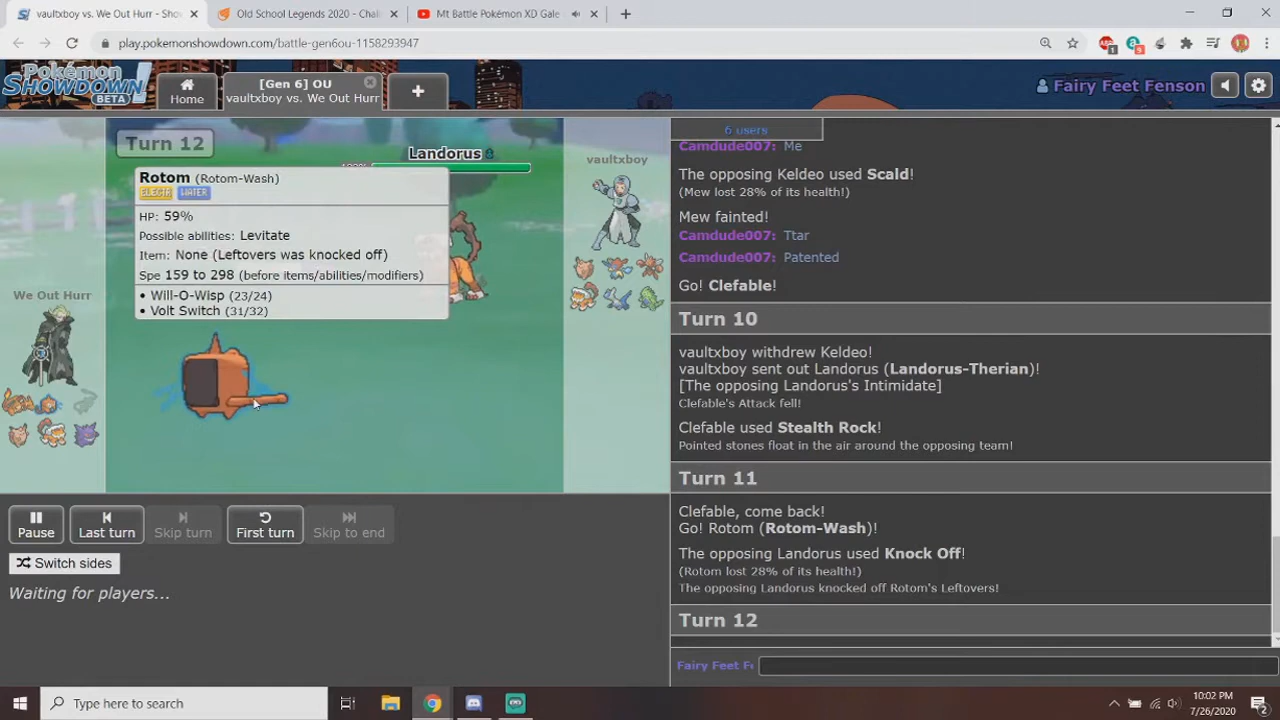 vaultxboy vs. We Out Hurr - Sho
Old School Legends 2020 - Chal
Mt Battle Pokémon XD Gale
play.pokemonshowdown.com/battle-gen6ou-1158293947
Pokémon
SHOWDOWN!
BETA
Home
[Gen 6] OU
vaultxboy vs. We Out Hurr
+
Fairy Feet Fenson
Turn 12
Landorus
Rotom (Rotom-Wash)
ELECTR WATER
HP: 59%
Possible abilities: Levitate
Item: None (Leftovers was knocked off)
Spe 159 to 298 (before items/abilities/modifiers)
• Will-O-Wisp (23/24)
• Volt Switch (31/32)
We Out Hurr
vaultxboy
Pause
Last turn
Skip turn
First turn
Skip to end
Switch sides
Waiting for players...
6 users
Camdude007: Me
The opposing Keldeo used Scald!
(Mew lost 28% of its health!)
Mew fainted!
Camdude007: Ttar
Camdude007: Patented
Go! Clefable!
Turn 10
vaultxboy withdrew Keldeo!
vaultxboy sent out Landorus (Landorus-Therian)!
[The opposing Landorus's Intimidate]
Clefable's Attack fell!
Clefable used Stealth Rock!
Pointed stones float in the air around the opposing team!
Turn 11
Clefable, come back!
Go! Rotom (Rotom-Wash)!
The opposing Landorus used Knock Off!
(Rotom lost 28% of its health!)
The opposing Landorus knocked off Rotom's Leftovers!
Turn 12
Fairy Feet Fe
Type here to search
10:02 PM
7/26/2020